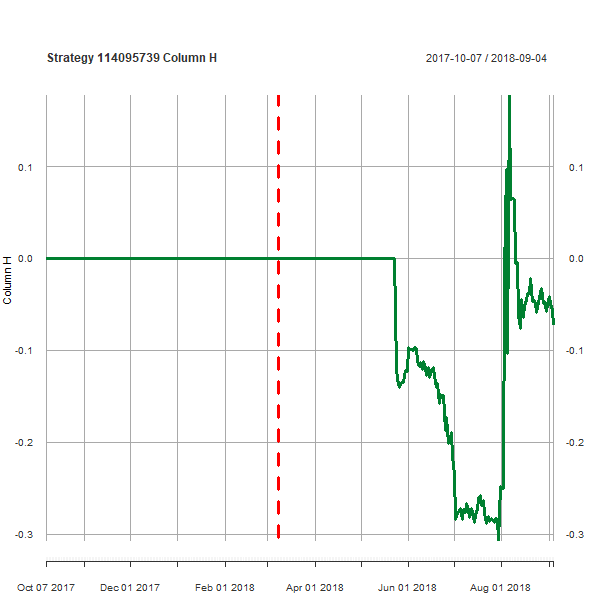 Strategy 114095739 Column H
2017-10-07 / 2018-09-04
0.1 0.1
0.0 0.0
Column H
-0.1 -0.1
-0.2 -0.2
-0.3 -0.3
Oct 07 2017 Dec 01 2017 Feb 01 2018 Apr 01 2018 Jun 01 2018 Aug 01 2018